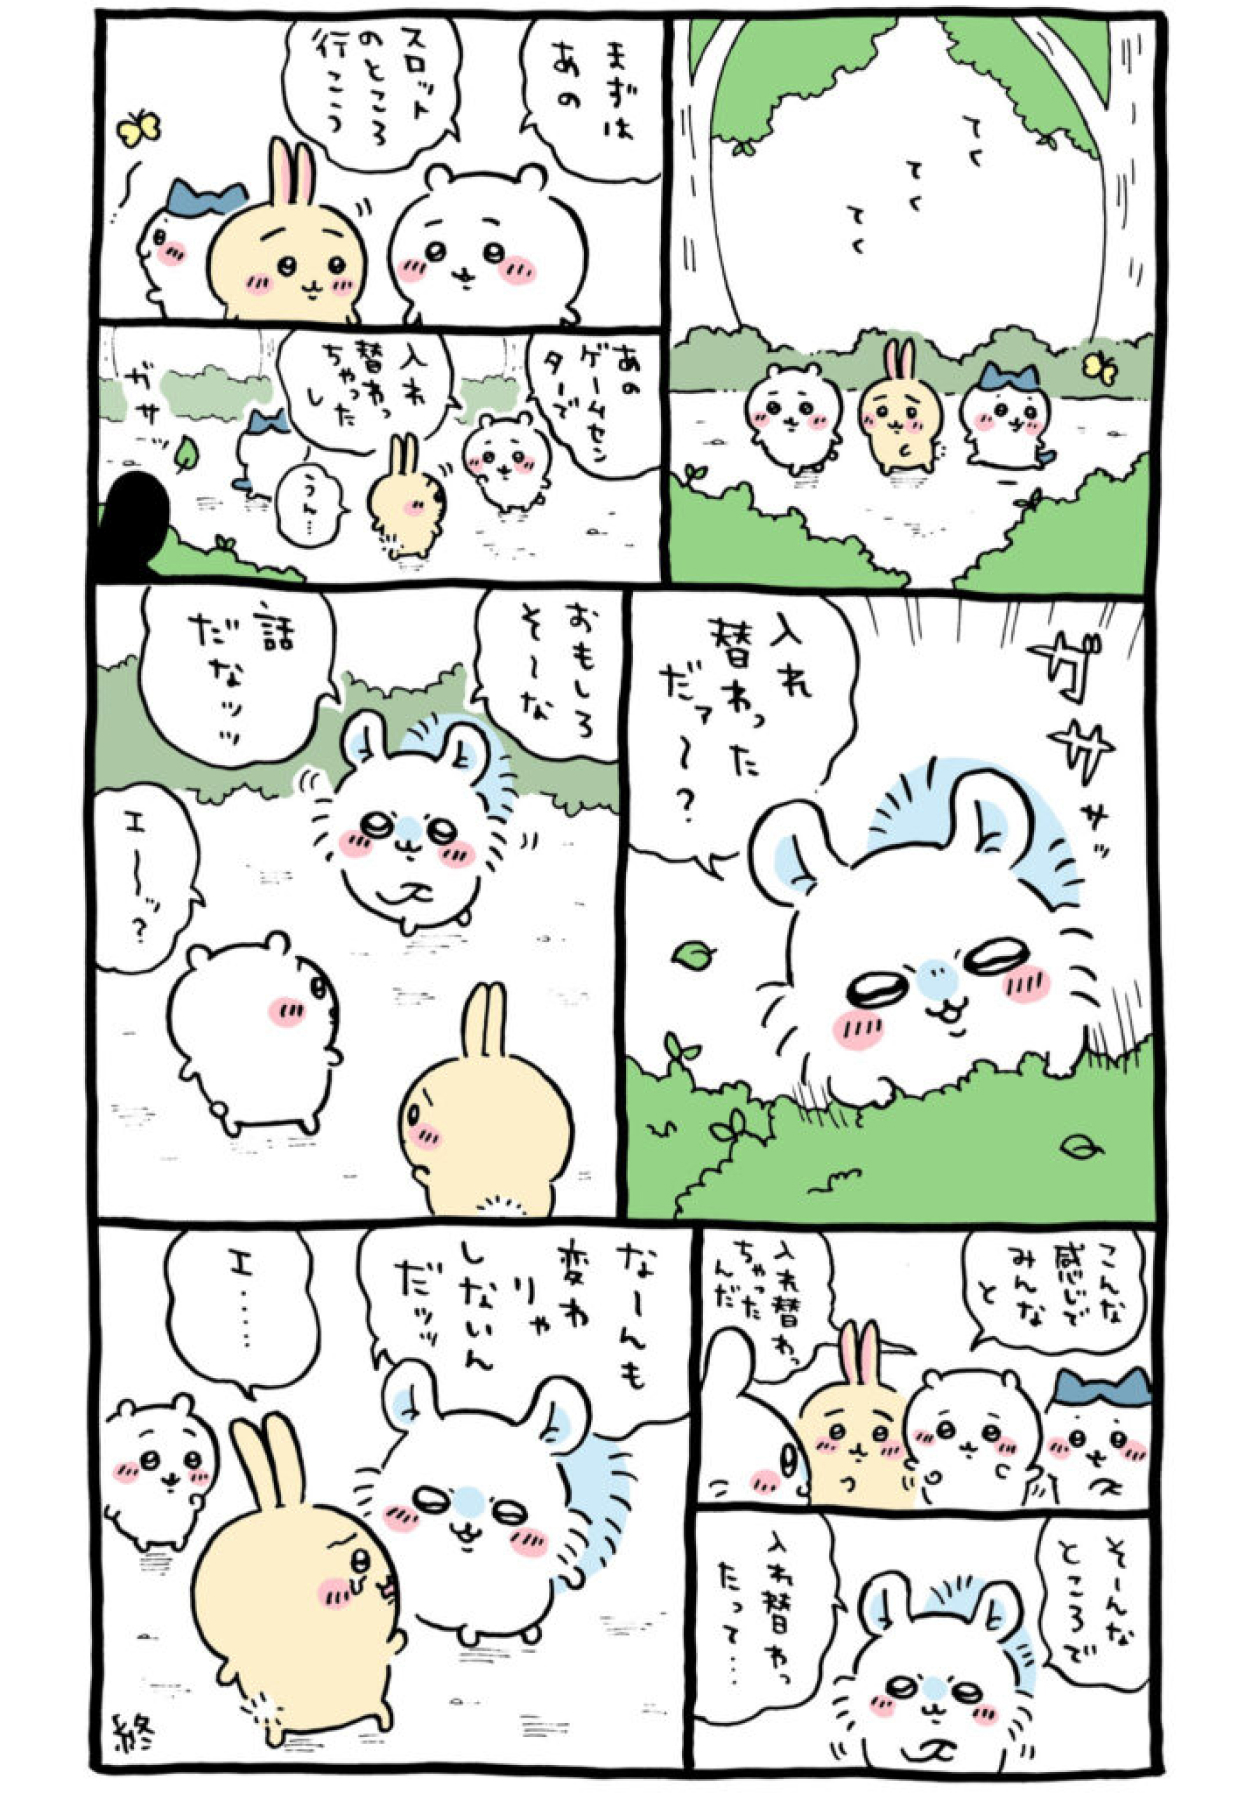 てく
てく
てく
まずは
あの
スロット
のところ
行こう
あの
ゲームセン
ターで
入れ
替わっ
ちゃった
し
うん…
ガサッ
ガサガサッ
入れ
替わった
だァ〜?
おもしろ
そ〜な
話
だなッッ
エ〜ッ?
こんな
感じで
みんな
と
入れ替わっ
ちゃった
んだ
そーんな
ところで
入れ替わっ
たって…
なーんも
変わ
りゃ
しないん
だッッ
エ……
終